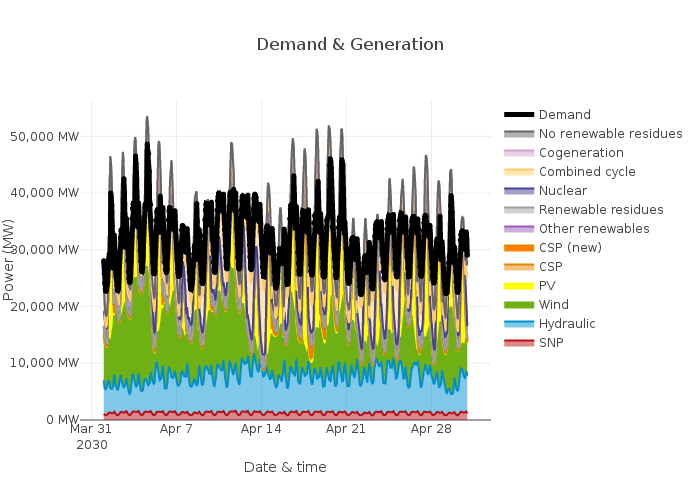 Demand & Generation
50,000 MW
40,000 MW
30,000 MW
20,000 MW
10,000 MW
0 MW
Power (MW)
Mar 31
2030
Apr 7
Apr 14
Apr 21
Apr 28
Date & time
Demand
No renewable residues
Cogeneration
Combined cycle
Nuclear
Renewable residues
Other renewables
CSP (new)
CSP
PV
Wind
Hydraulic
SNP